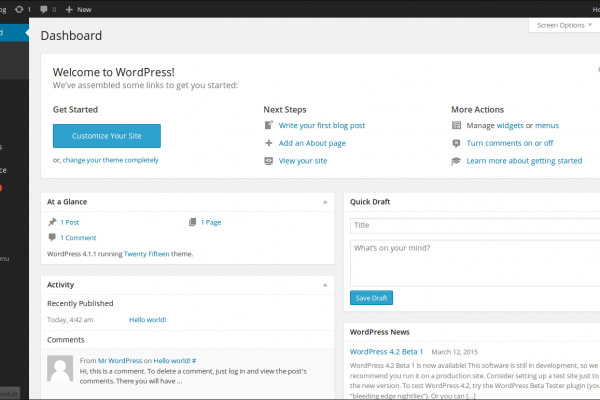 og 1 0 New Ho
Screen Options
Dashboard
Welcome to WordPress!
We've assembled some links to get you started:
Get Started
Customize Your Site
or, change your theme completely
Next Steps
Write your first blog post
Add an About page
View your site
More Actions
Manage widgets or menus
Turn comments on or off
Learn more about getting started
At a Glance
1 Post
1 Page
1 Comment
WordPress 4.1.1 running Twenty Fifteen theme.
Activity
Recently Published
Today, 4:42 am Hello world!
Comments
From Mr WordPress on Hello world! #
Hi, this is a comment. To delete a comment, just log in and view the post's
comments. There you will have ...
Quick Draft
Title
What's on your mind?
Save Draft
WordPress News
WordPress 4.2 Beta 1 March 12, 2015
WordPress 4.2 Beta 1 is now available! This software is still in development, so we
recommend you run it on a production site. Consider setting up a test site just to
the new version. To test WordPress 4.2, try the WordPress Beta Tester plugin (you
"bleeding edge nightlies"). Or you can [...]